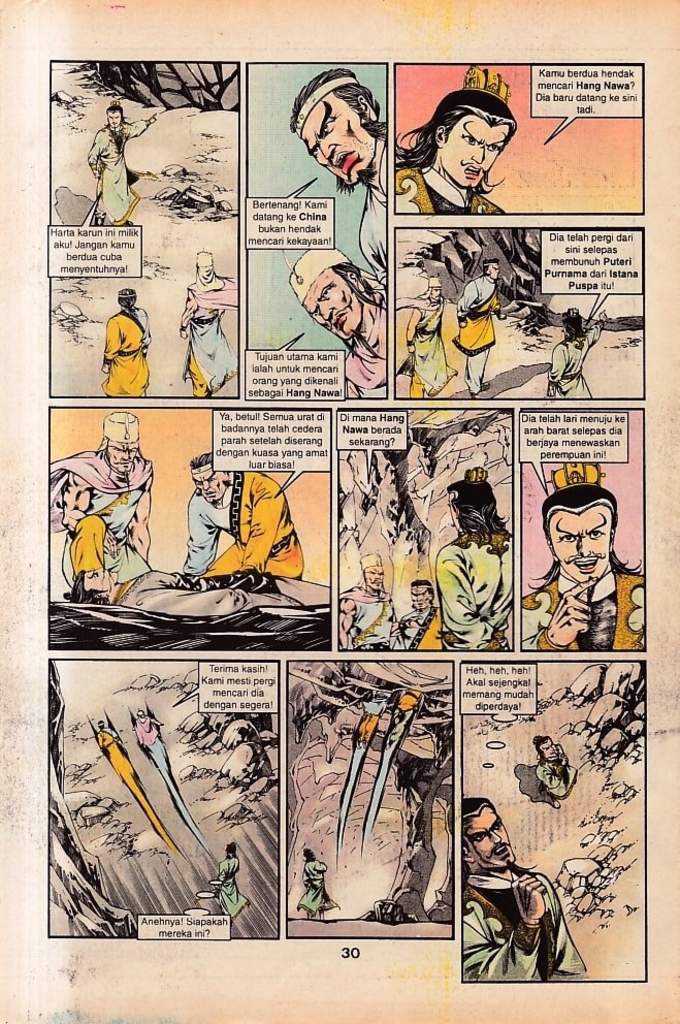 Harta karun ini milik
aku! Jangan kamu
berdua cuba
menyentuhnya!
Bertenang! Kami
datang ke China
bukan hendak
mencari kekayaan!
Tujuan utama kami
ialah untuk mencari
orang yang dikenali
sebagai Hang Nawa!
Kamu berdua hendak
mencari Hang Nawa?
Dia baru datang ke sini
tadi.
Dia telah pergi dari
sini selepas
membunuh Puteri
Purnama dari Istana
Puspa itu!
Ya, betul! Semua urat di
badannya telah cedera
parah setelah diserang
dengan kuasa yang amat
luar biasa!
Di mana Hang
Nawa berada
sekarang?
Dia telah lari menuju ke
arah barat selepas dia
berjaya menewaskan
perempuan ini!
Terima kasih!
Kami mesti pergi
mencari dia
dengan segera!
Anehnya! Siapakah
mereka ini?
Heh, heh, heh!
Akal sejengkal
memang mudah
diperdaya!
30